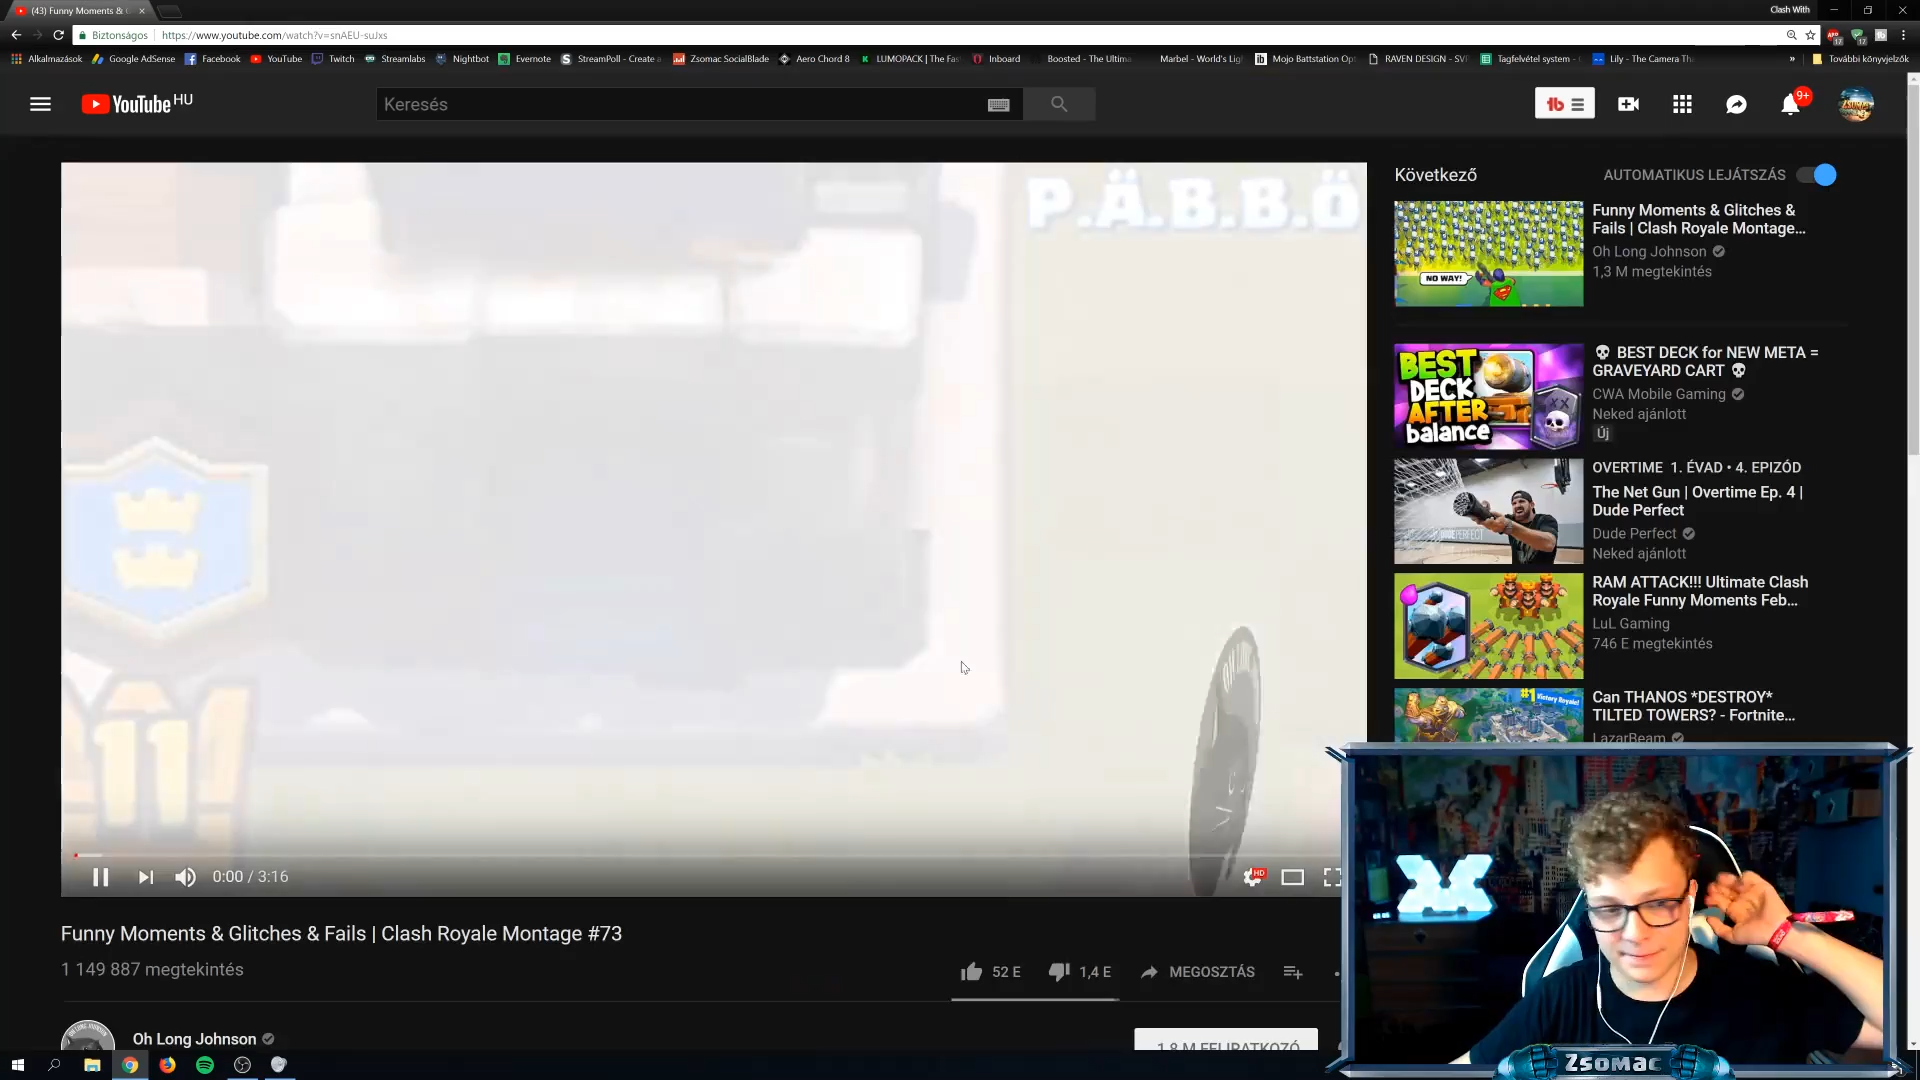 (43) Funny Moments & G
Clash With
Biztonságos
https://www.youtube.com/watch?v=snAEU-suJxs
Alkalmazások
Google AdSense
Facebook
YouTube
Twitch
Streamlabs
Nightbot
Evernote
StreamPoll - Create a
Zsomac SocialBlade
Aero Chord 8
LUMOPACK | The Fas
Inboard
Boosted - The Ultima
Marbel - World's Ligh
Mojo Battstation Op
RAVEN DESIGN - SVI
Tagfelvétel system -
Lily - The Camera Th
»
További könyvjelzők
YouTube HU
Keresés
9+
P.Ä.B.B.Ö
11
0:00 / 3:16
HD
Funny Moments & Glitches & Fails | Clash Royale Montage #73
1 149 887 megtekintés
52 E
1,4 E
MEGOSZTÁS
Oh Long Johnson
1,8 M FELIRATKOZÓ
Következő
AUTOMATIKUS LEJÁTSZÁS
NO WAY!
Funny Moments & Glitches &
Fails | Clash Royale Montage...
Oh Long Johnson
1,3 M megtekintés
BEST
DECK
AFTER
balance
💀 BEST DECK for NEW META =
GRAVEYARD CART 💀
CWA Mobile Gaming
Neked ajánlott
Új
OVERTIME 1. ÉVAD • 4. EPIZÓD
The Net Gun | Overtime Ep. 4 |
Dude Perfect
Dude Perfect
Neked ajánlott
RAM ATTACK!!! Ultimate Clash
Royale Funny Moments Feb...
LuL Gaming
746 E megtekintés
#1 Victory Royale!
Can THANOS *DESTROY*
TILTED TOWERS? - Fortnite...
LazarBeam
Zsomac